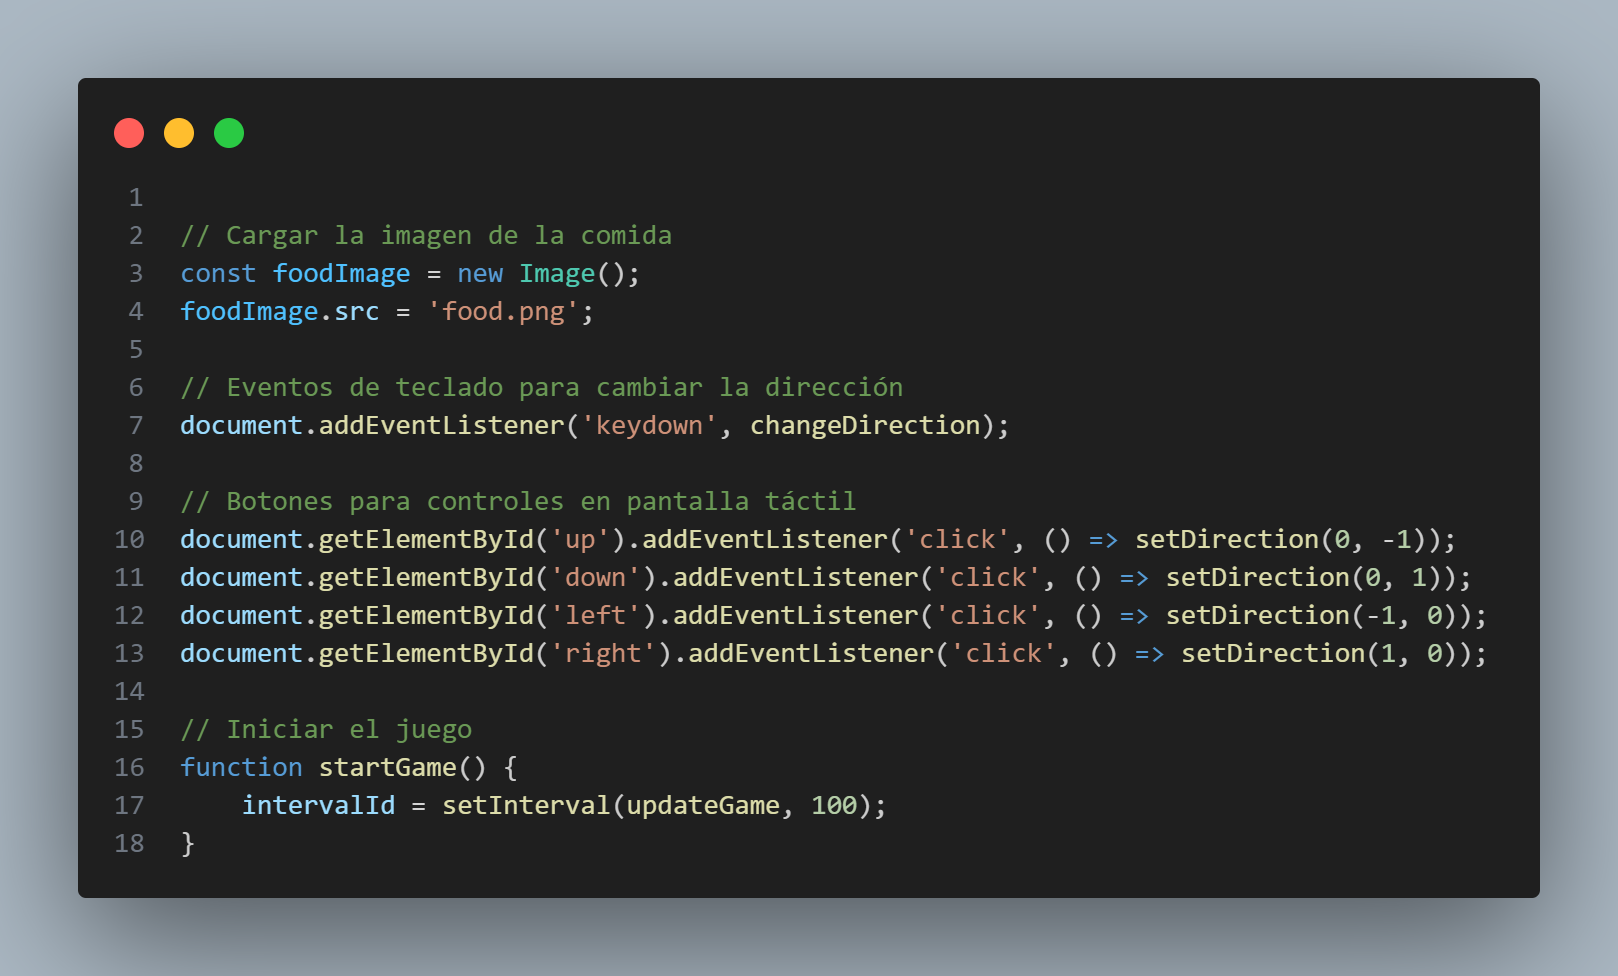 1
2 // Cargar la imagen de la comida
3 const foodImage = new Image();
4 foodImage.src = 'food.png';
5
6 // Eventos de teclado para cambiar la dirección
7 document.addEventListener('keydown', changeDirection);
8
9 // Botones para controles en pantalla táctil
10 document.getElementById('up').addEventListener('click', () => setDirection(0, -1));
11 document.getElementById('down').addEventListener('click', () => setDirection(0, 1));
12 document.getElementById('left').addEventListener('click', () => setDirection(-1, 0));
13 document.getElementById('right').addEventListener('click', () => setDirection(1, 0));
14
15 // Iniciar el juego
16 function startGame() {
17     intervalId = setInterval(updateGame, 100);
18 }